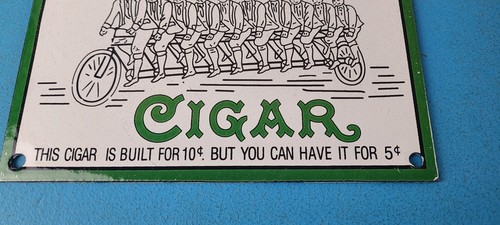 CIGAR
THIS CIGAR IS BUILT FOR 10¢. BUT YOU CAN HAVE IT FOR 5¢